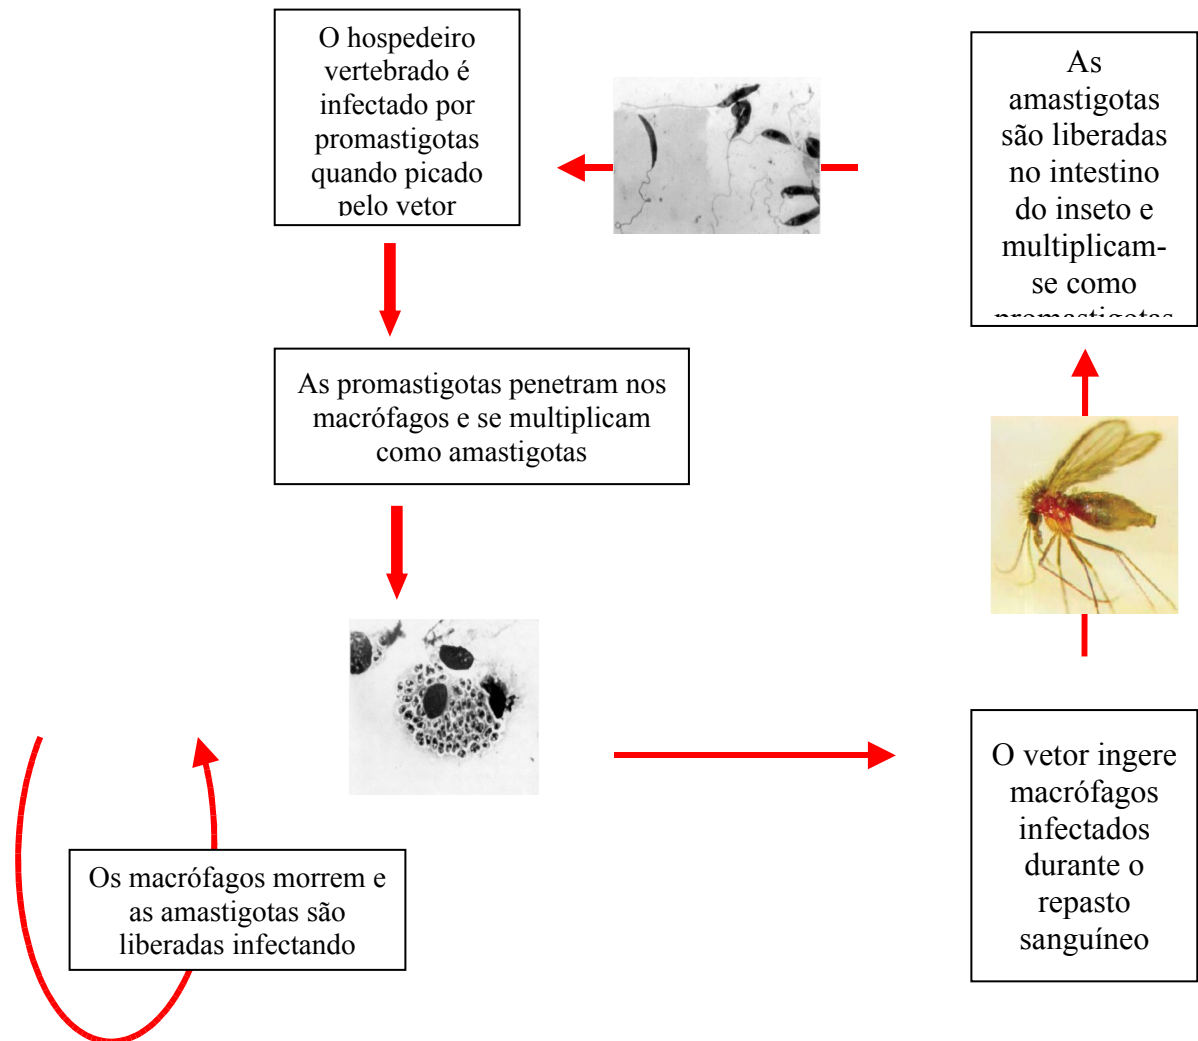 O hospedeiro
vertebrado é
infectado por
promastigotas
quando picado
pelo vetor
As promastigotas penetram nos
macrófagos e se multiplicam
como amastigotas
Os macrófagos morrem e
as amastigotas são
liberadas infectando
O vetor ingere
macrófagos
infectados
durante o
repasto
sanguíneo
As
amastigotas
são liberadas
no intestino
do inseto e
multiplicam-
se como
promastigotas